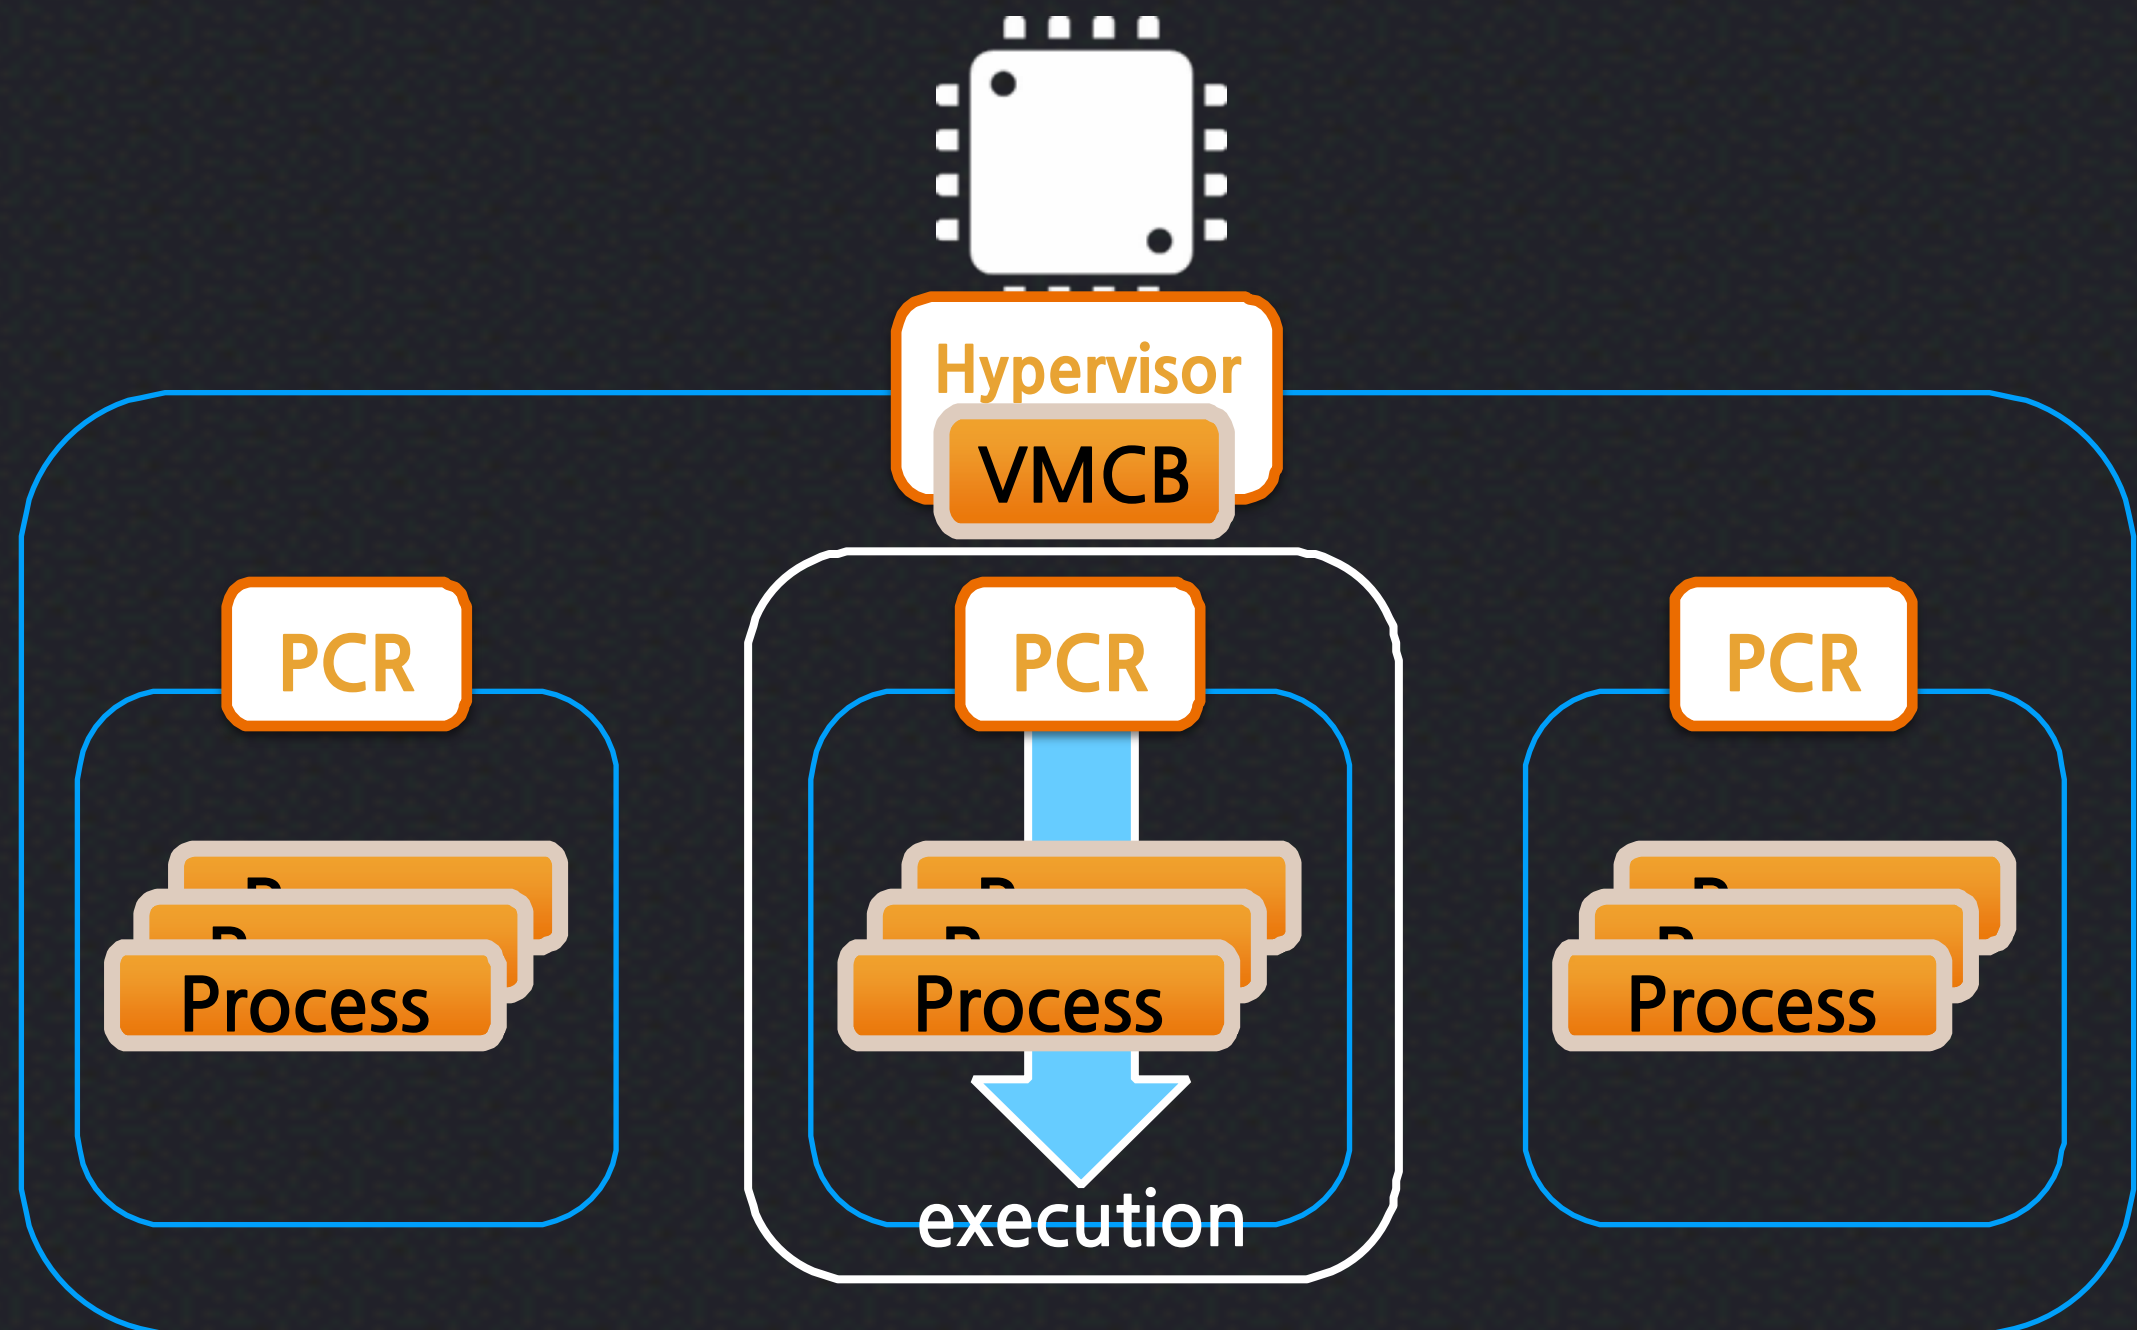 Hypervisor
VMCB
PCR
PCR
PCR
Process
Process
Process
execution